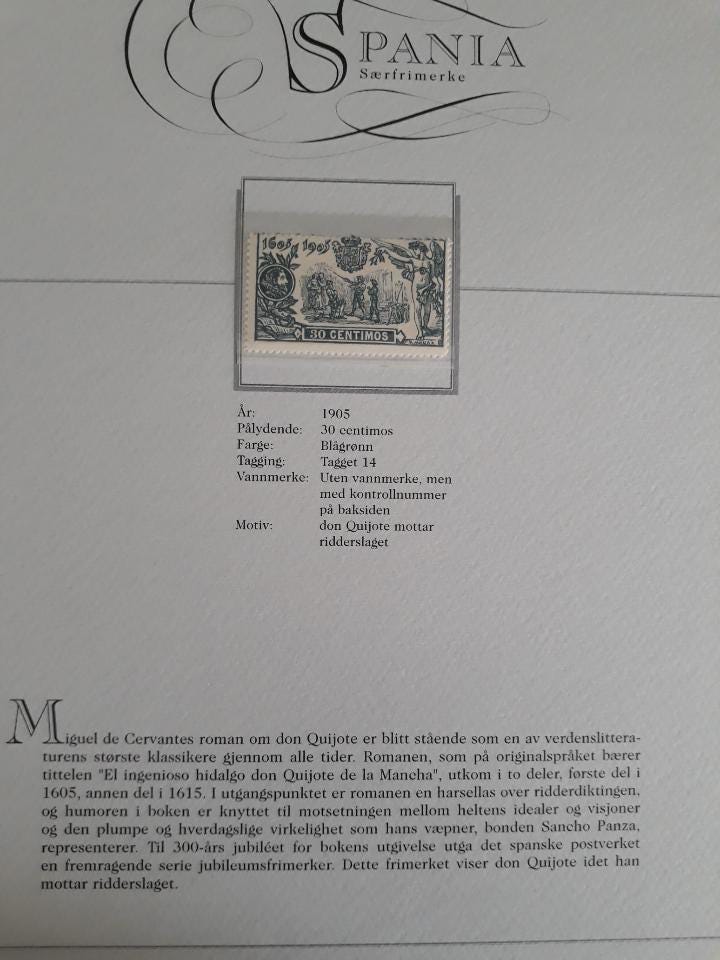 SPANIA
Særfrimerke
1605 1905
30 CENTIMOS
År: 1905
Pålydende: 30 centimos
Farge: Blågrønn
Tagging: Tagget 14
Vannmerke: Uten vannmerke, men
med kontrollnummer
på baksiden
Motiv: don Quijote mottar
ridderslaget
Miguel de Cervantes roman om don Quijote er blitt stående som en av verdenslittera-
turens største klassikere gjennom alle tider. Romanen, som på originalspråket bærer
tittelen "El ingenioso hidalgo don Quijote de la Mancha", utkom i to deler, første del i
1605, annen del i 1615. I utgangspunktet er romanen en harsellas over ridderdiktingen,
og humoren i boken er knyttet til motsetningen mellom heltens idealer og visjoner
og den plumpe og hverdagslige virkelighet som hans væpner, bonden Sancho Panza,
representerer. Til 300-års jubiléet for bokens utgivelse utga det spanske postverket
en fremragende serie jubileumsfrimerker. Dette frimerket viser don Quijote idet han
mottar ridderslaget.